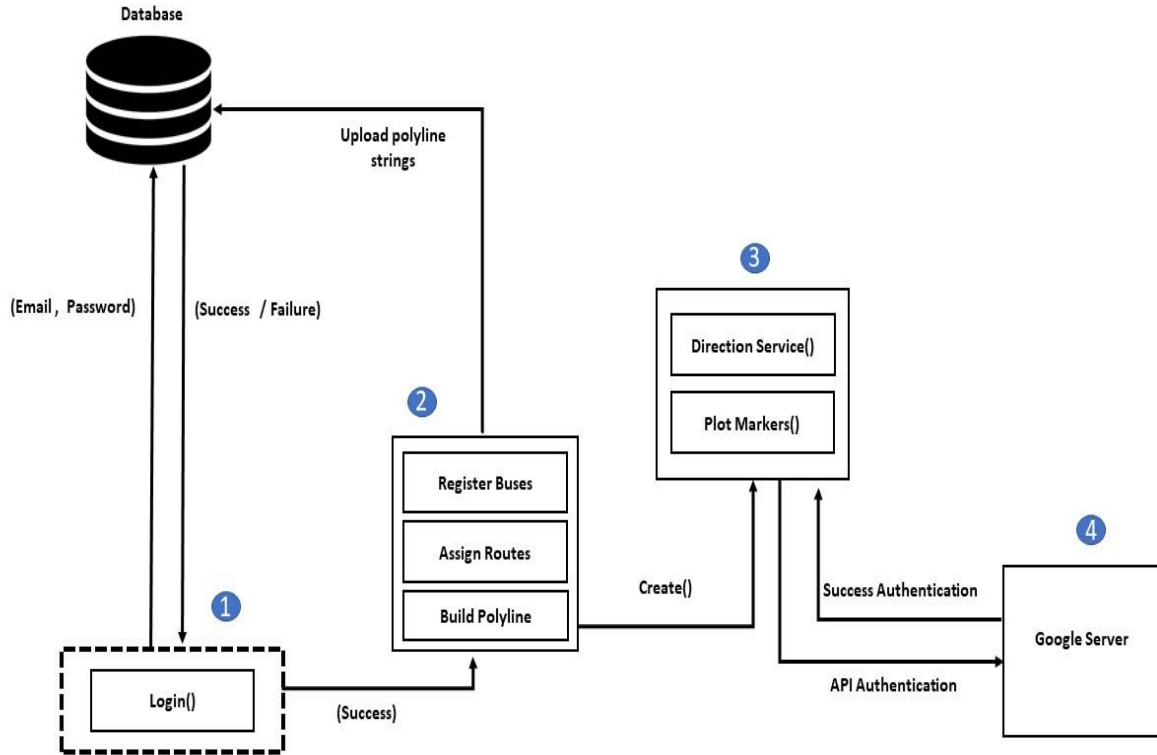 Database
Upload polyline
strings
(Email , Password)
(Success / Failure)
3
Direction Service()
Plot Markers()
2
Register Buses
Assign Routes
Build Polyline
Create()
4
Success Authentication
Google Server
API Authentication
1
Login()
(Success)